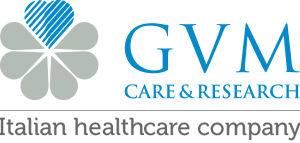 GVM
CARE & RESEARCH
Italian healthcare company